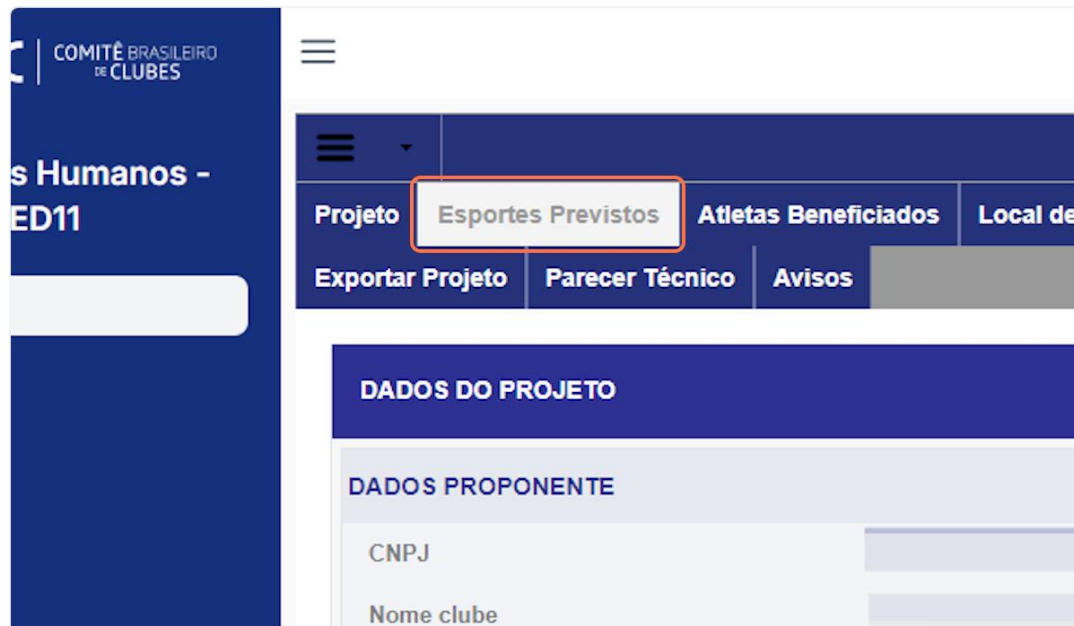 COMITÊ BRASILEIRO
DE CLUBES
s Humanos -
ED11
Projeto
Esportes Previstos
Atletas Beneficiados
Local de
Exportar Projeto
Parecer Técnico
Avisos
DADOS DO PROJETO
DADOS PROPONENTE
CNPJ
Nome clube